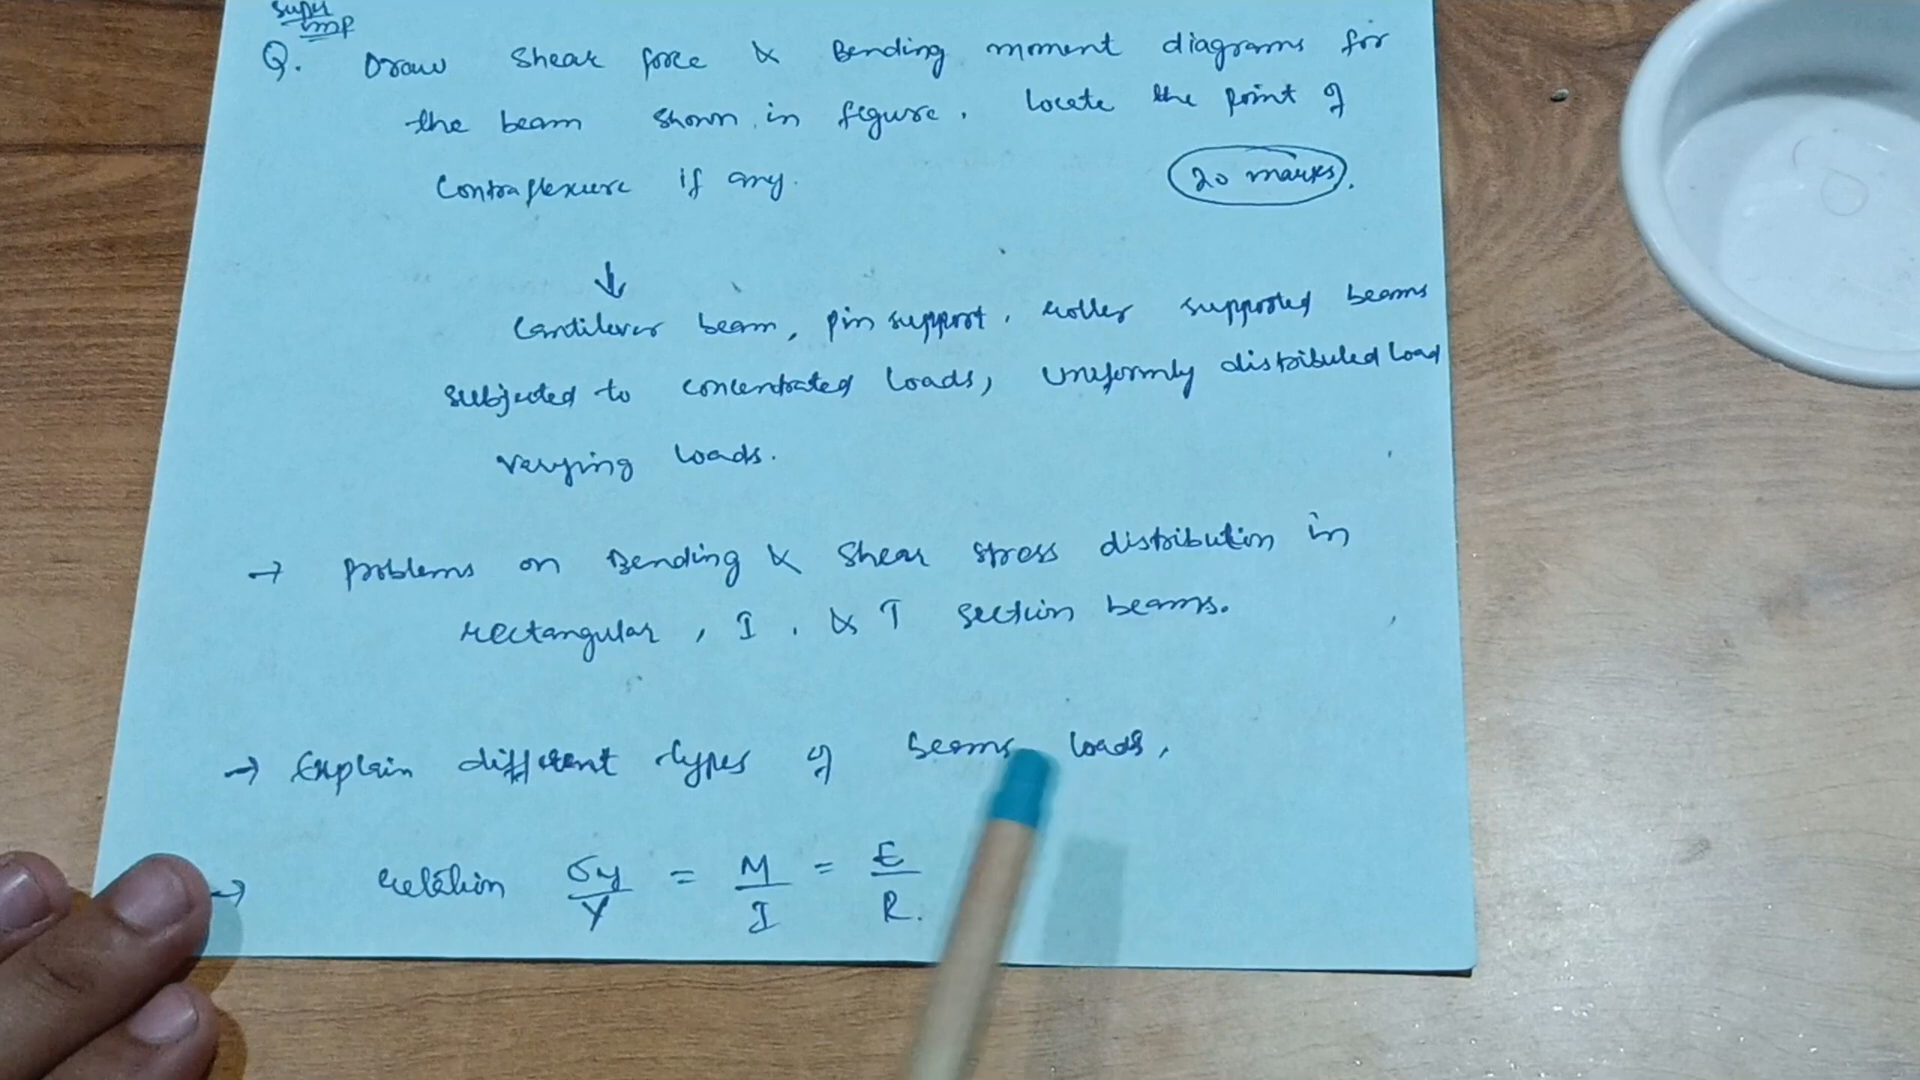 Super
imp
Q. Draw Shear force & Bending moment diagrams for
the beam shown in figure. Locate the point of
Contraflexure if any.
20 marks.
↓
Cantilever beam, pin support, roller supported beams
subjected to concentrated loads, uniformly distributed load
varying loads.
→ problems on Bending & Shear stress distribution in
rectangular, I, & T section beams.
→ Explain different types of beams loads,
→ relation σy/Y = M/I = E/R.